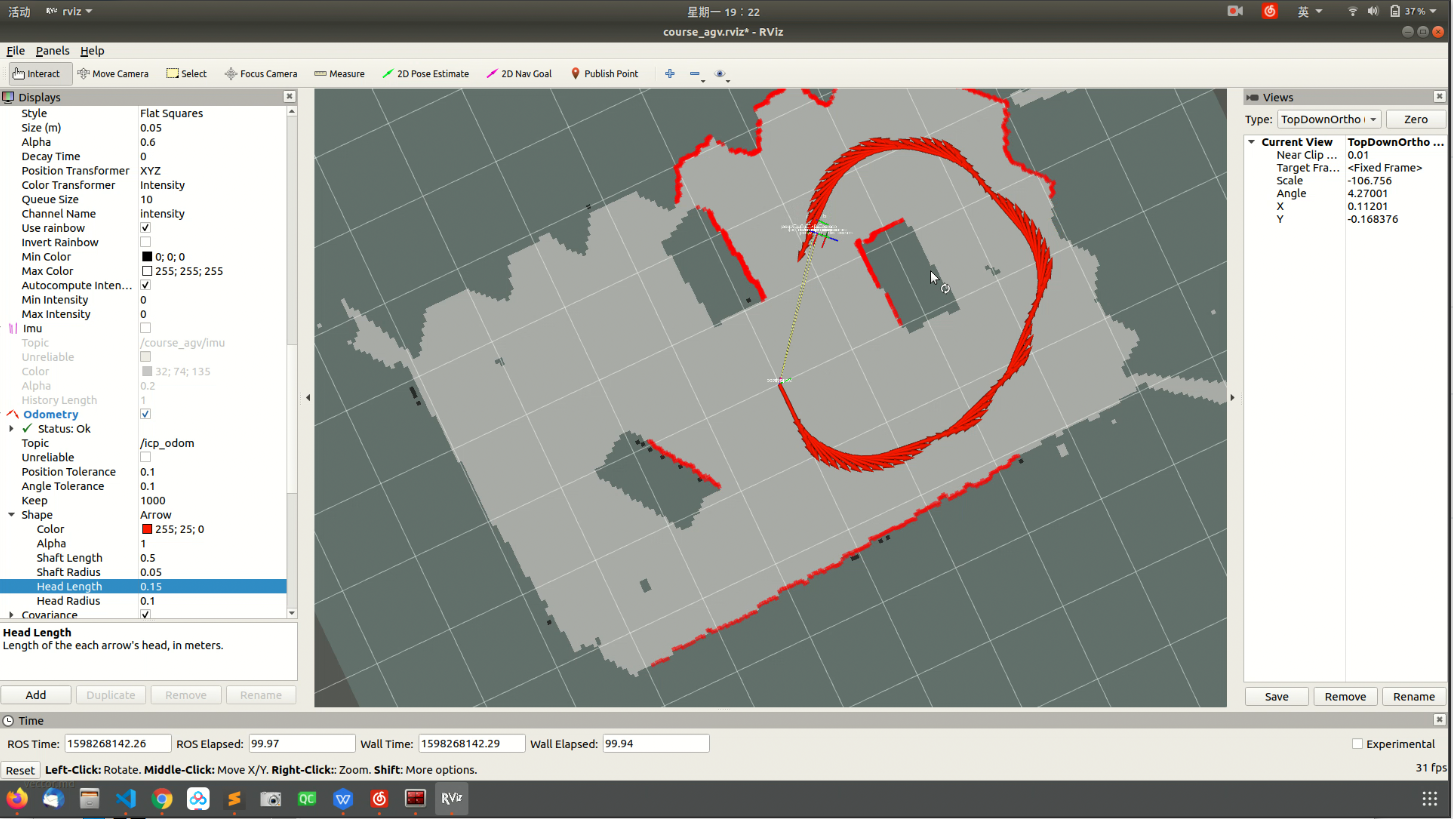 活动 RViz rviz 星期一 19：22 英 37 %
course_agv.rviz* - RViz
File Panels Help
Interact Move Camera Select Focus Camera Measure 2D Pose Estimate 2D Nav Goal Publish Point
Displays
Style Flat Squares
Size (m) 0.05
Alpha 0.6
Decay Time 0
Position Transformer XYZ
Color Transformer Intensity
Queue Size 10
Channel Name intensity
Use rainbow
Invert Rainbow
Min Color 0; 0; 0
Max Color 255; 255; 255
Autocompute Inten...
Min Intensity 0
Max Intensity 0
Imu
Topic /course_agv/imu
Unreliable
Color 32; 74; 135
Alpha 0.2
History Length 1
Odometry
Status: Ok
Topic /icp_odom
Unreliable
Position Tolerance 0.1
Angle Tolerance 0.1
Keep 1000
Shape Arrow
Color 255; 25; 0
Alpha 1
Shaft Length 0.5
Shaft Radius 0.05
Head Length 0.15
Head Radius 0.1
Covariance
Head Length
Length of the each arrow's head, in meters.
Add Duplicate Remove Rename
Views
Type: TopDownOrtho ( Zero
Current View TopDownOrtho ...
Near Clip ... 0.01
Target Fra... <Fixed Frame>
Scale -106.756
Angle 4.27001
X 0.11201
Y -0.168376
Save Remove Rename
Time
ROS Time: 1598268142.26 ROS Elapsed: 99.97 Wall Time: 1598268142.29 Wall Elapsed: 99.94 Experimental
Reset Left-Click: Rotate. Middle-Click: Move X/Y. Right-Click:: Zoom. Shift: More options. 31 fps
QC W RViz